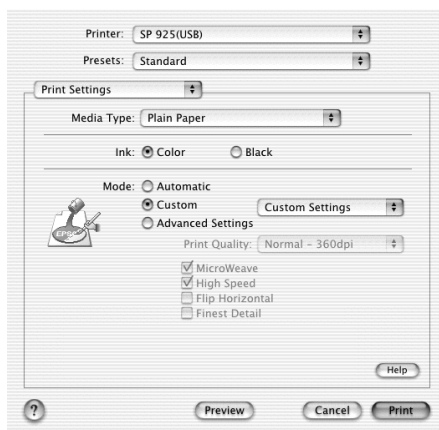 Printer: SP 925(USB)
Presets: Standard
Print Settings
Media Type: Plain Paper
Ink: Color Black
Mode: Automatic
Custom Custom Settings
Advanced Settings
EPSON
Print Quality: Normal – 360dpi
MicroWeave
High Speed
Flip Horizontal
Finest Detail
Help
? Preview Cancel Print